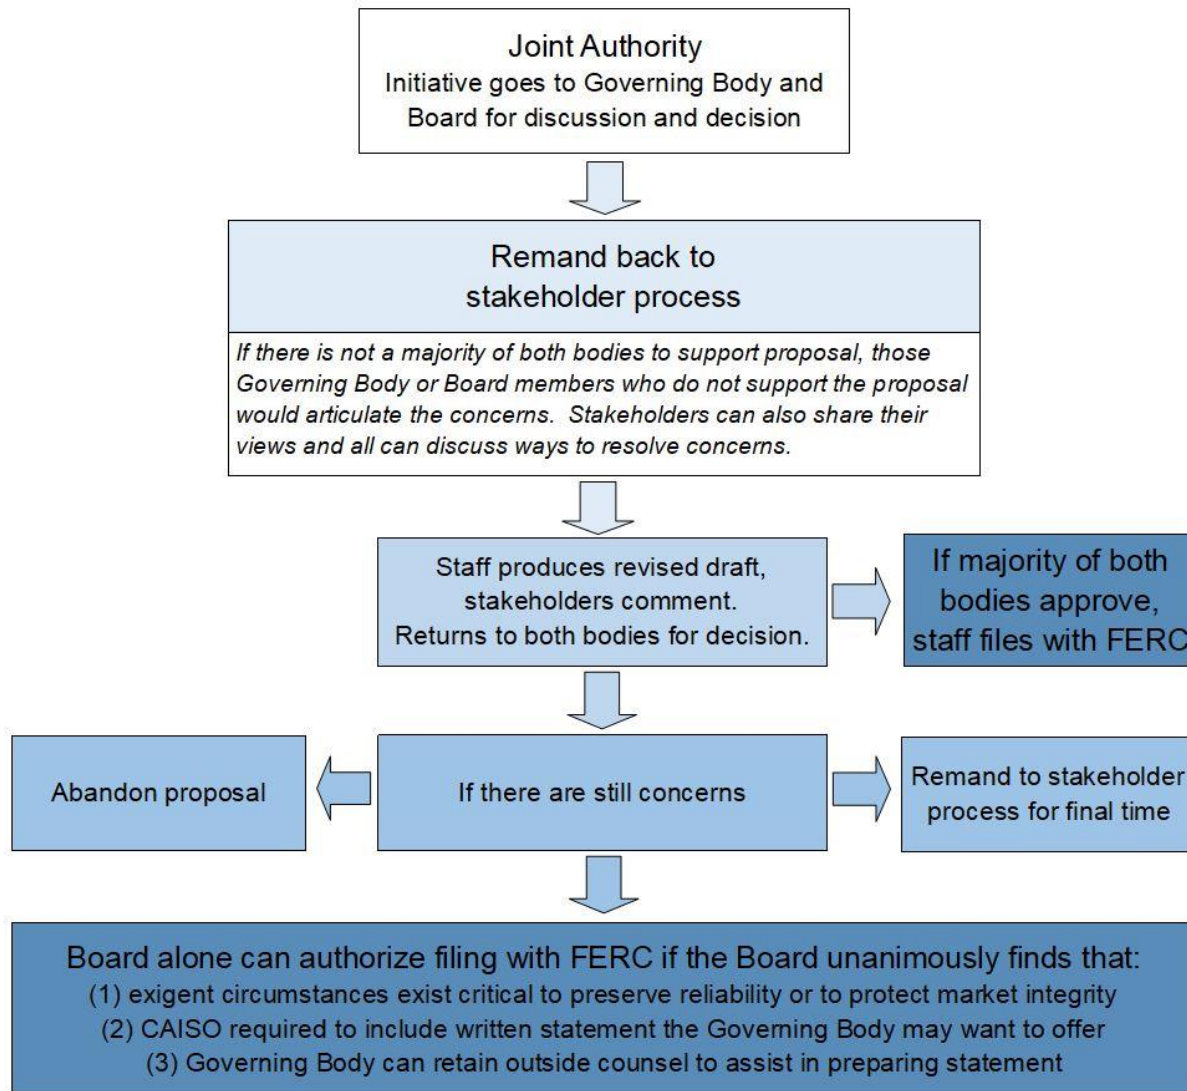 Joint Authority
Initiative goes to Governing Body and
Board for discussion and decision
Remand back to
stakeholder process
If there is not a majority of both bodies to support proposal, those
Governing Body or Board members who do not support the proposal
would articulate the concerns.  Stakeholders can also share their
views and all can discuss ways to resolve concerns.
Staff produces revised draft,
stakeholders comment.
Returns to both bodies for decision.
If majority of both
bodies approve,
staff files with FERC
Abandon proposal
If there are still concerns
Remand to stakeholder
process for final time
Board alone can authorize filing with FERC if the Board unanimously finds that:
(1) exigent circumstances exist critical to preserve reliability or to protect market integrity
(2) CAISO required to include written statement the Governing Body may want to offer
(3) Governing Body can retain outside counsel to assist in preparing statement